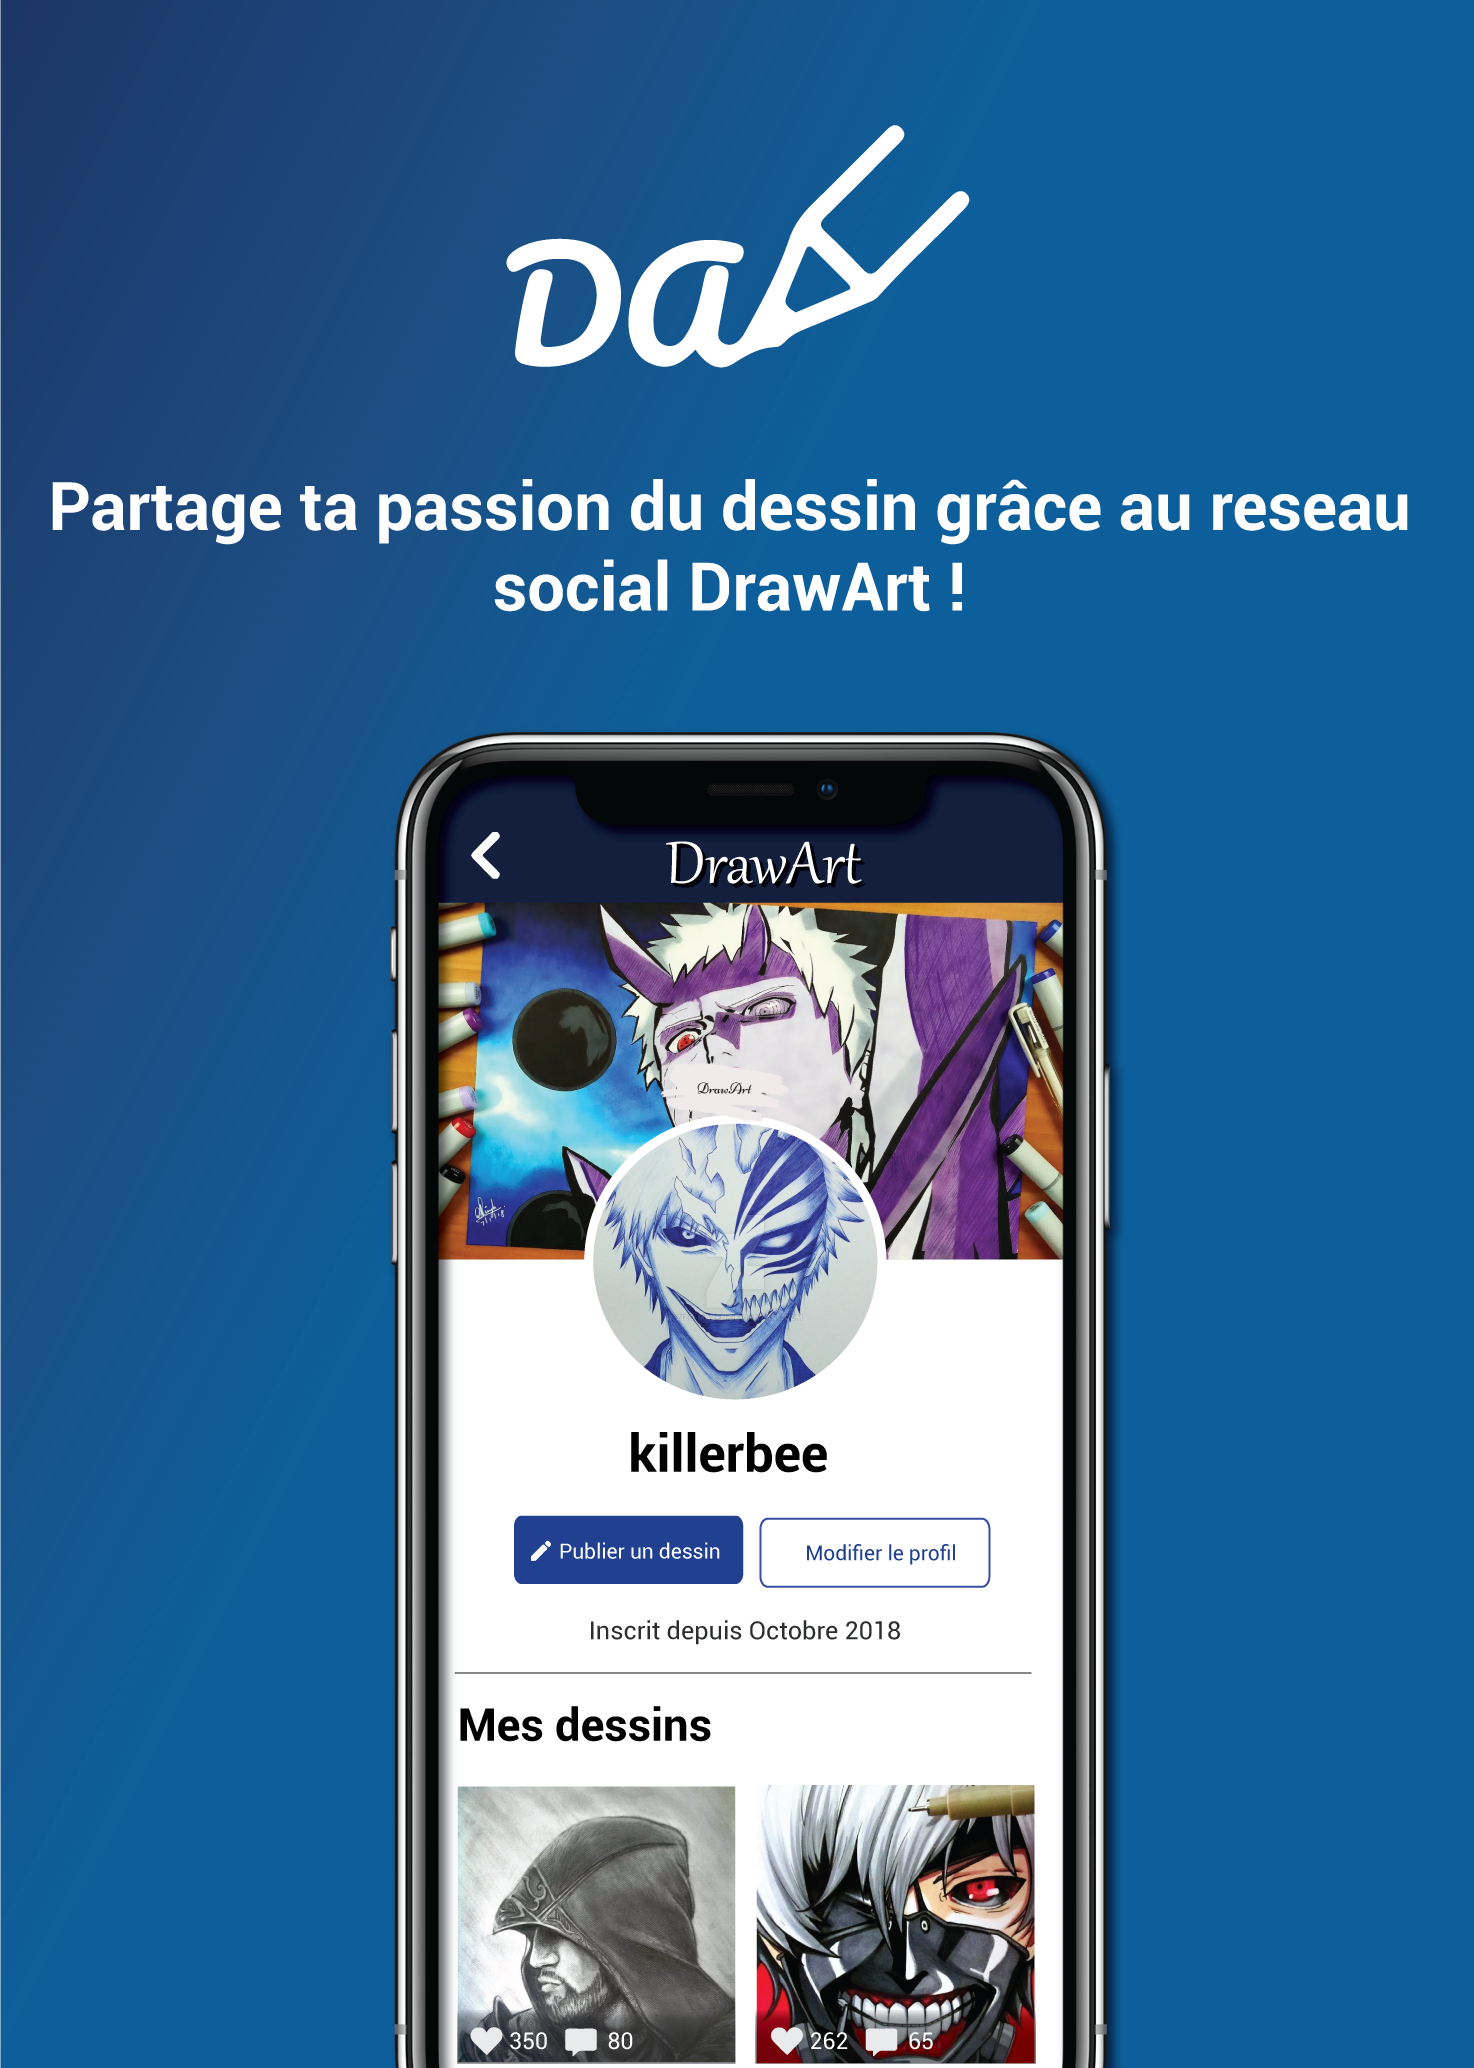 DA
Partage ta passion du dessin grâce au reseau
social DrawArt !
DrawArt
DrawArt
killerbee
Publier un dessin
Modifier le profil
Inscrit depuis Octobre 2018
Mes dessins
350 80
262 65